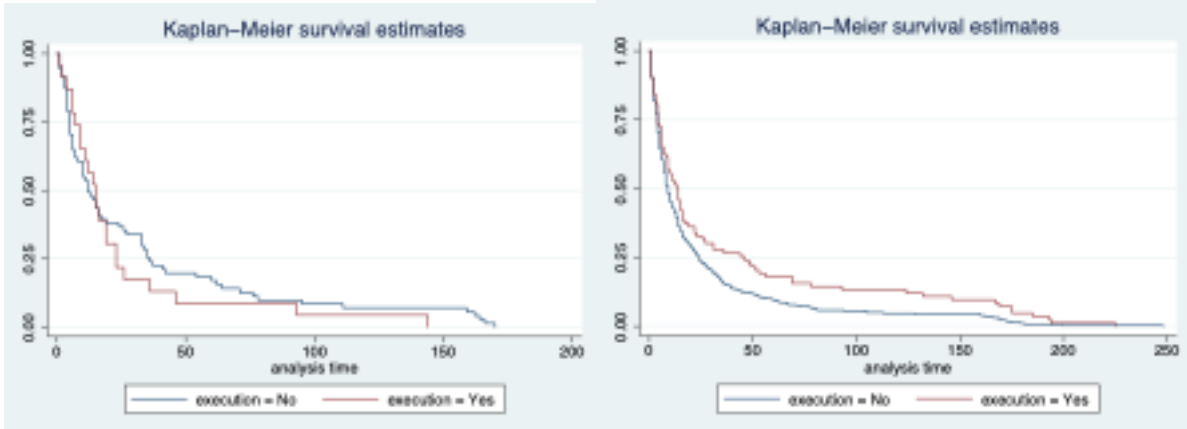 Kaplan–Meier survival estimates
1.00
0.75
0.50
0.25
0.00
0 50 100 150 200
analysis time
execution = No execution = Yes
Kaplan–Meier survival estimates
1.00
0.75
0.50
0.25
0.00
0 50 100 150 200 250
analysis time
execution = No execution = Yes